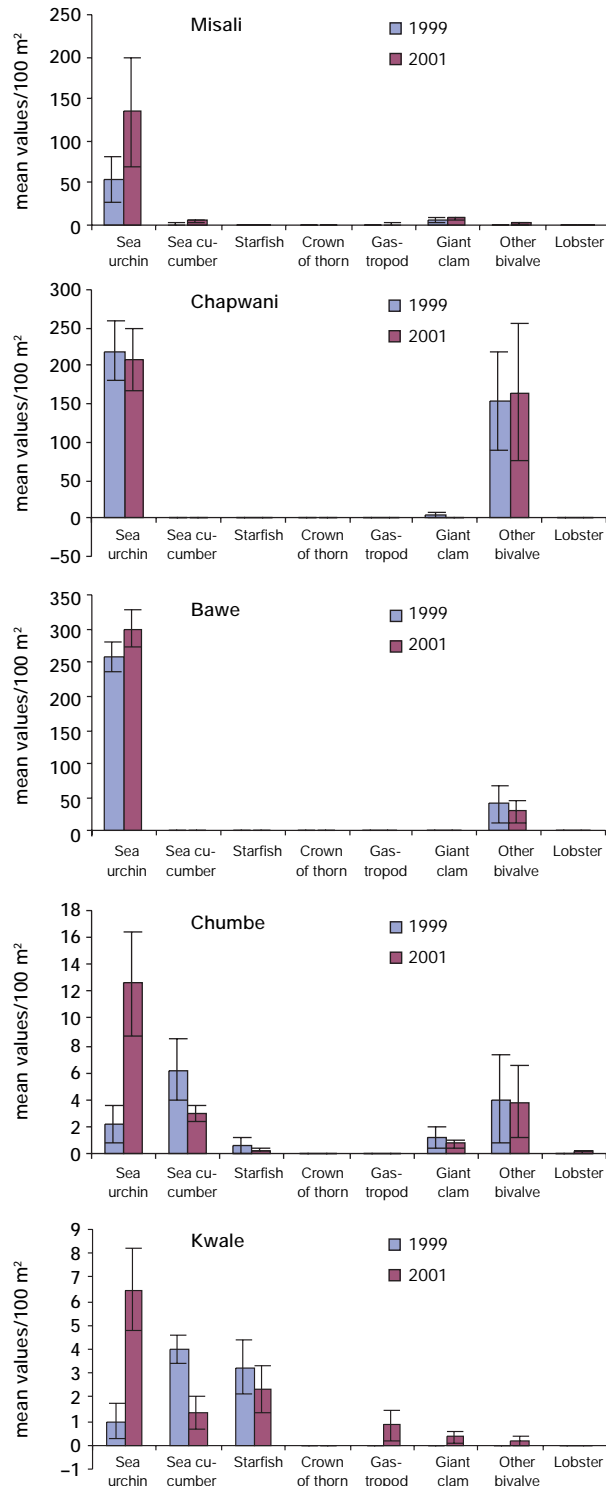 Misali
1999
2001
mean values/100 m²
250
200
150
100
50
0
Sea urchin
Sea cu-cumber
Starfish
Crown of thorn
Gas-tropod
Giant clam
Other bivalve
Lobster
Chapwani
1999
2001
mean values/100 m²
300
250
200
150
100
50
0
−50
Sea urchin
Sea cu-cumber
Starfish
Crown of thorn
Gas-tropod
Giant clam
Other bivalve
Lobster
Bawe
1999
2001
mean values/100 m²
350
300
250
200
150
100
50
0
Sea urchin
Sea cu-cumber
Starfish
Crown of thorn
Gas-tropod
Giant clam
Other bivalve
Lobster
Chumbe
1999
2001
mean values/100 m²
18
16
14
12
10
8
6
4
2
0
Sea urchin
Sea cu-cumber
Starfish
Crown of thorn
Gas-tropod
Giant clam
Other bivalve
Lobster
Kwale
1999
2001
mean values/100 m²
9
8
7
6
5
4
3
2
1
0
−1
Sea urchin
Sea cu-cumber
Starfish
Crown of thorn
Gas-tropod
Giant clam
Other bivalve
Lobster